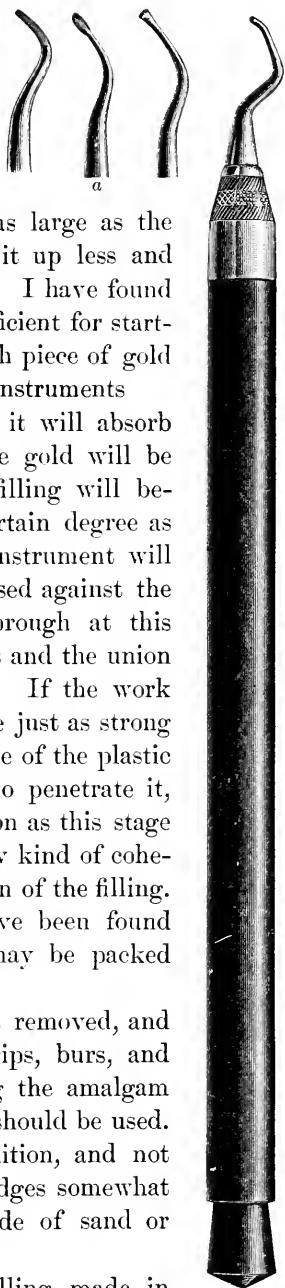 a
as large as the
it up less and
I have found
ficient for start-
h piece of gold
nstruments
it will absorb
e gold will be
illing will be-
rtain degree as
nstrument will
sed against the
orough at this
s and the union
If the work
e just as strong
e of the plastic
o penetrate it,
on as this stage
y kind of cohe-
n of the filling.
ve been found
nay be packed
removed, and
ips, burs, and
g the amalgam
should be used.
ition, and not
dges somewhat
de of sand or
lling made in